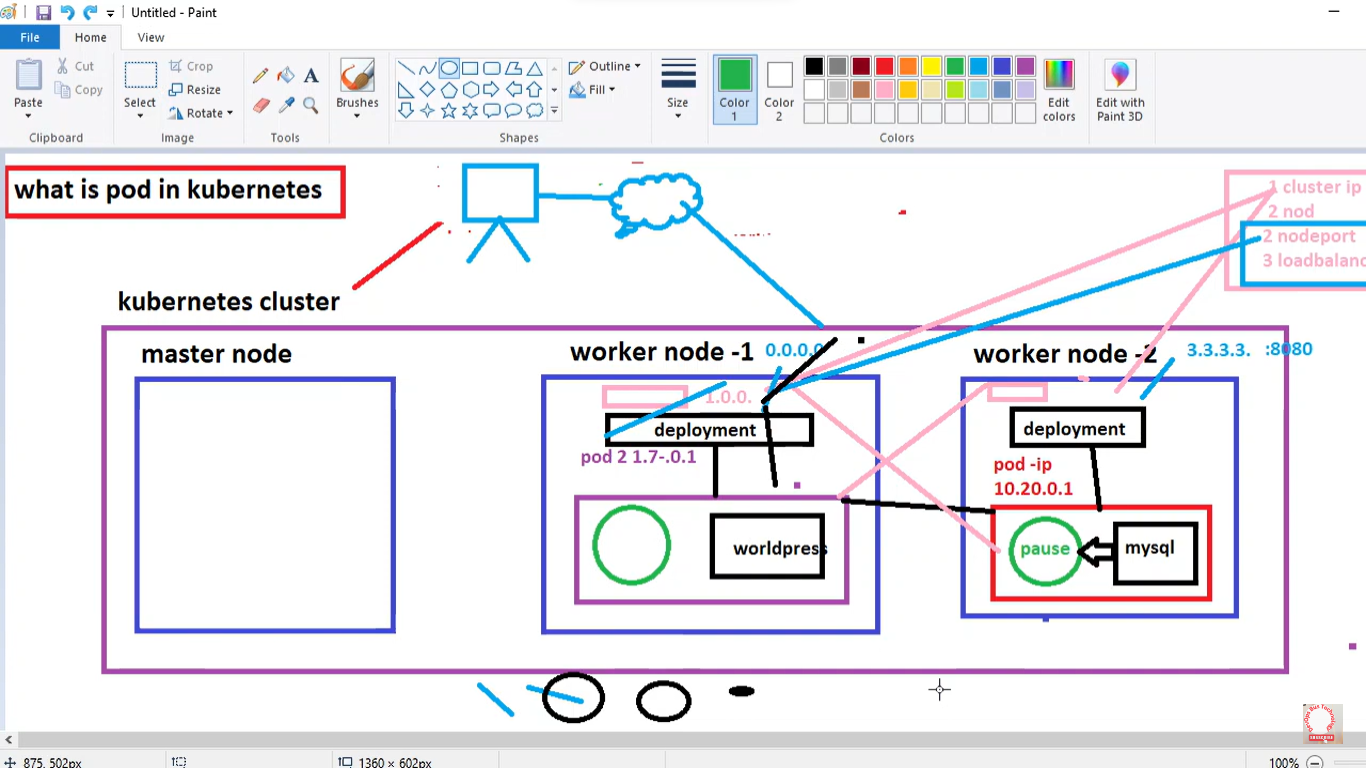 Untitled - Paint
File
Home
View
Paste
Cut
Copy
Clipboard
Select
Crop
Resize
Rotate
Image
A
Tools
Brushes
Shapes
Outline
Fill
Size
Color
1
Color
2
Edit
colors
Colors
Edit with
Paint 3D
what is pod in kubernetes
1 cluster ip
2 nod
2 nodeport
3 loadbalanc
kubernetes cluster
master node
worker node -1
0.0.0.0
worker node -2
3.3.3.3. :8080
1.0.0.
deployment
pod 2 1.7-.0.1
worldpress
deployment
pod -ip
10.20.0.1
pause
mysql
875, 502px
1360 × 602px
100%